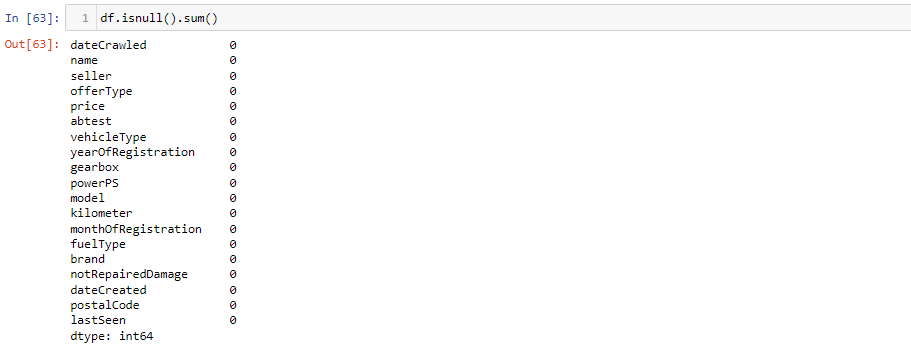 In [63]: 1 df.isnull().sum()
Out[63]: dateCrawled 0
name 0
seller 0
offerType 0
price 0
abtest 0
vehicleType 0
yearOfRegistration 0
gearbox 0
powerPS 0
model 0
kilometer 0
monthOfRegistration 0
fuelType 0
brand 0
notRepairedDamage 0
dateCreated 0
postalCode 0
lastSeen 0
dtype: int64